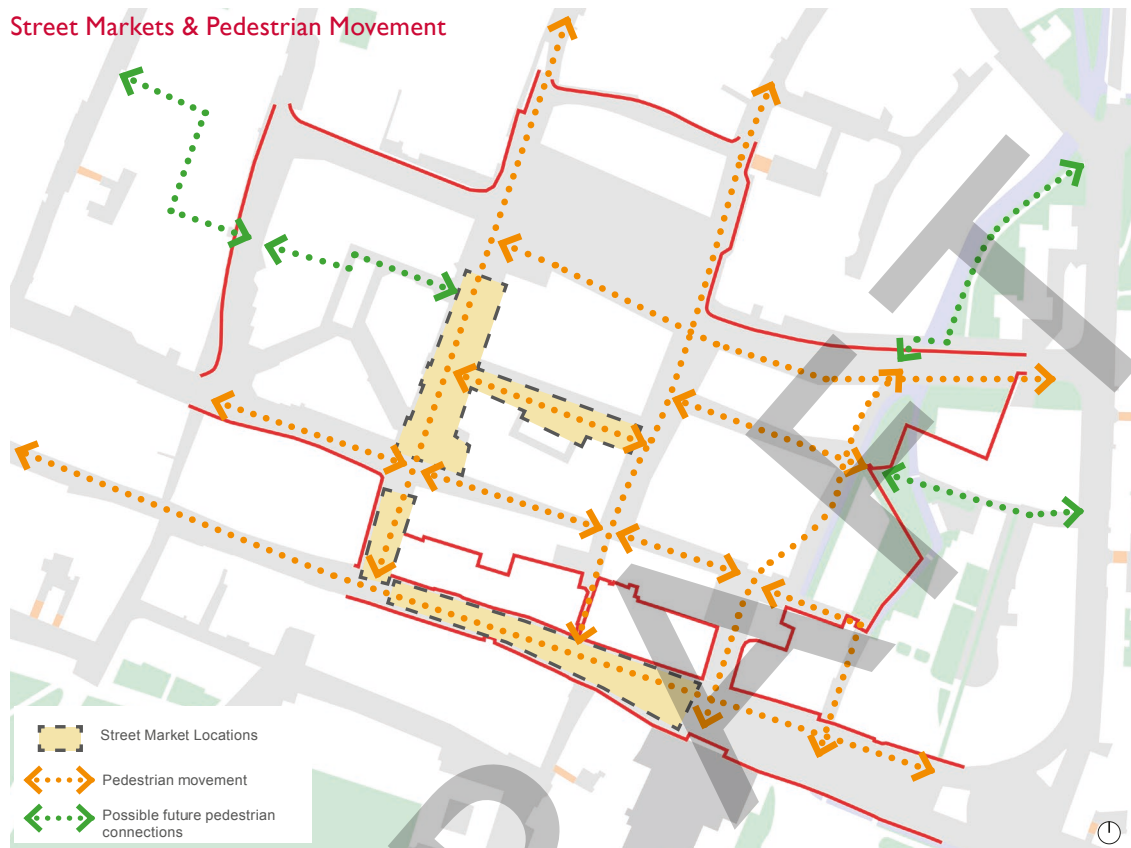 Street Markets & Pedestrian Movement
Street Market Locations
Pedestrian movement
Possible future pedestrian
connections